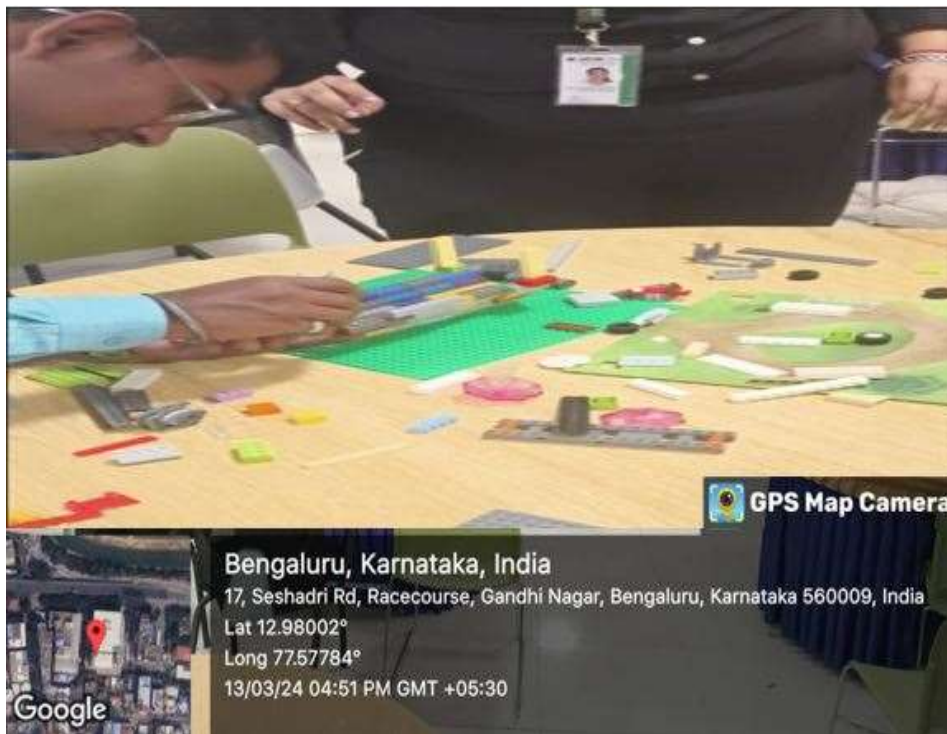 GPS Map Camera
Bengaluru, Karnataka, India
17, Seshadri Rd, Racecourse, Gandhi Nagar, Bengaluru, Karnataka 560009, India
Lat 12.98002°
Long 77.57784°
13/03/24 04:51 PM GMT +05:30
Google